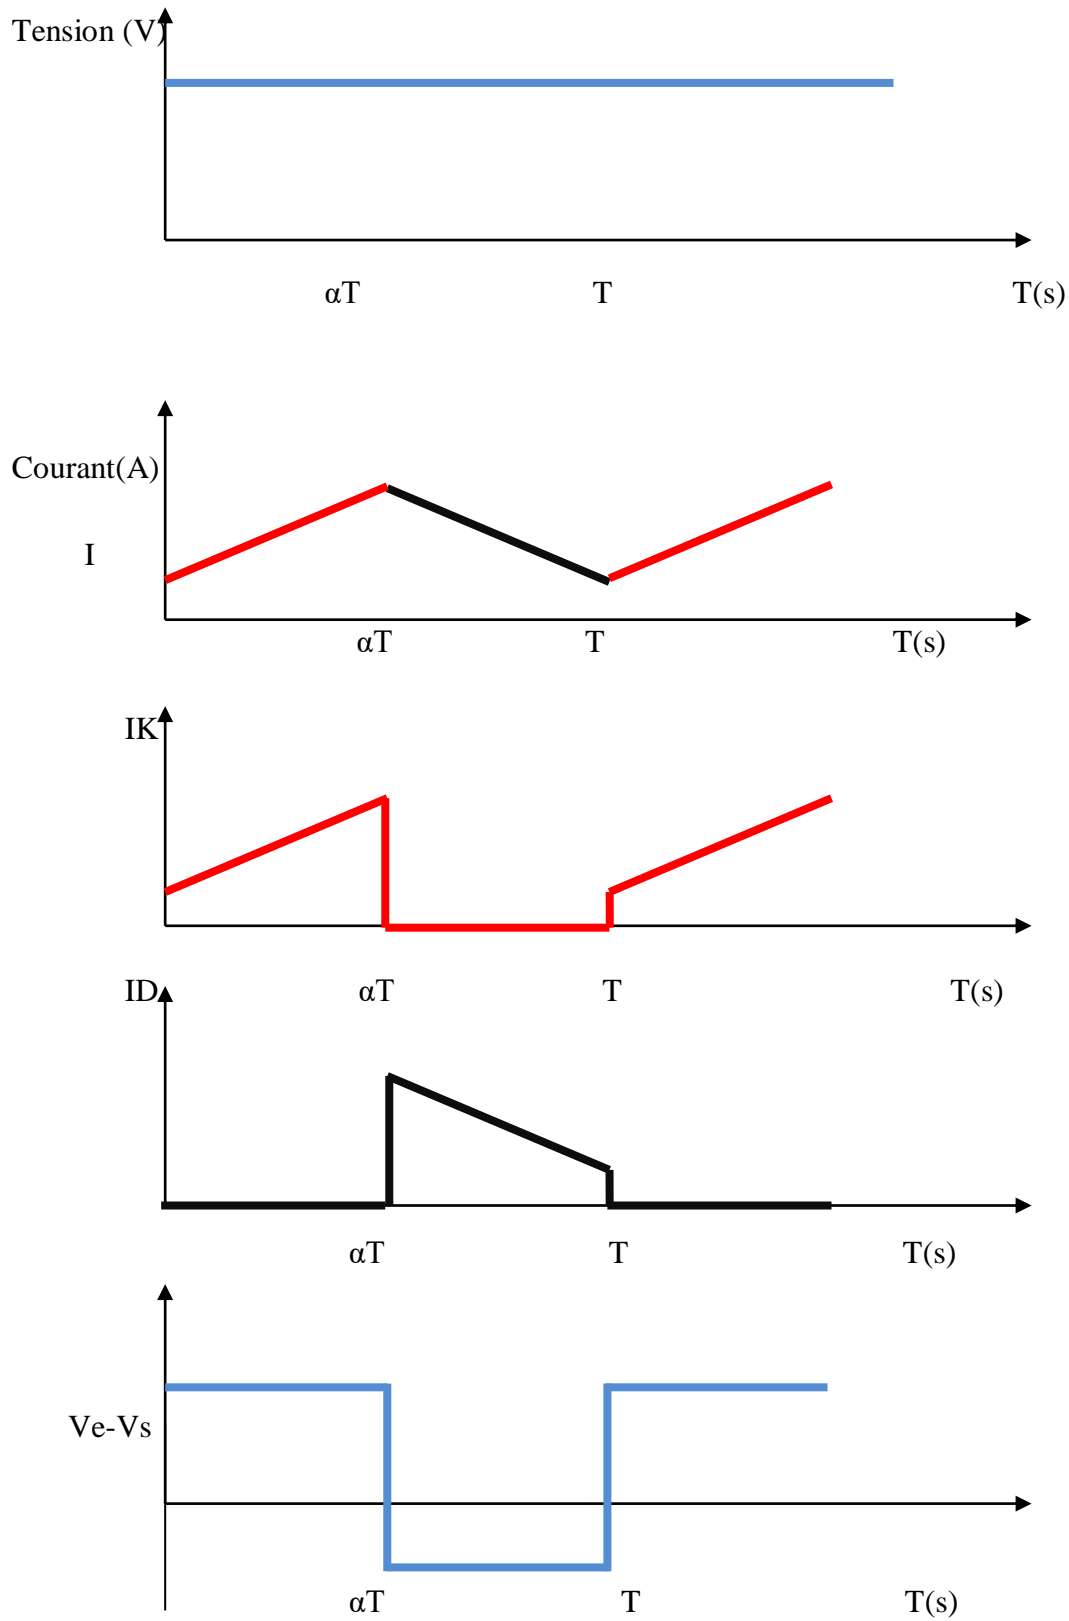 Tension (V)
αT T T(s)
Courant(A)
I
αT T T(s)
IK
ID αT T T(s)
αT T T(s)
Ve-Vs
αT T T(s)